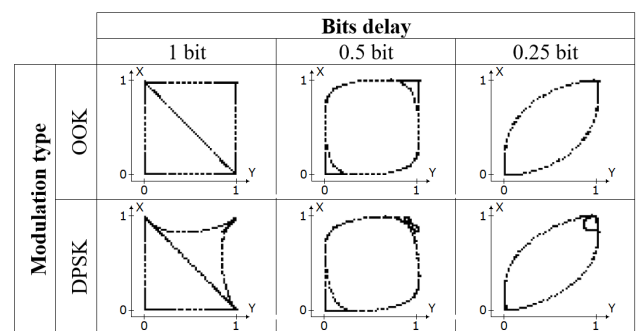 Bits delay
1 bit 0.5 bit 0.25 bit
Modulation type
OOK
X X X
1 1 1
0 0 0
0 1 Y 0 1 Y 0 1 Y
DPSK
X X X
1 1 1
0 0 0
0 1 Y 0 1 Y 0 1 Y